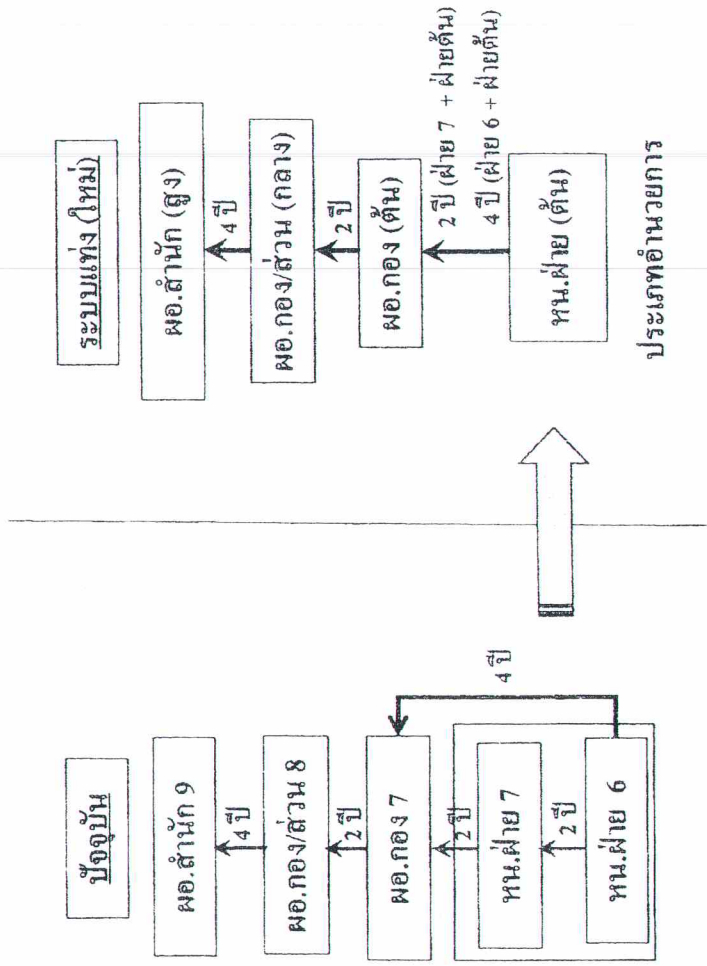 ปัจจุบัน
ผอ.สำนัก 9
4 ปี
ผอ.กอง/ส่วน 8
2 ปี
ผอ.กอง 7
2 ปี
4 ปี
หน.ฝ่าย 7
2 ปี
หน.ฝ่าย 6
ระบบแท่ง (ใหม่)
ผอ.สำนัก (สูง)
4 ปี
ผอ.กอง/ส่วน (กลาง)
2 ปี
ผอ.กอง (ต้น)
2 ปี (ฝ่าย 7 + ฝ่ายต้น)
4 ปี (ฝ่าย 6 + ฝ่ายต้น)
หน.ฝ่าย (ต้น)
ประเภทอำนวยการ